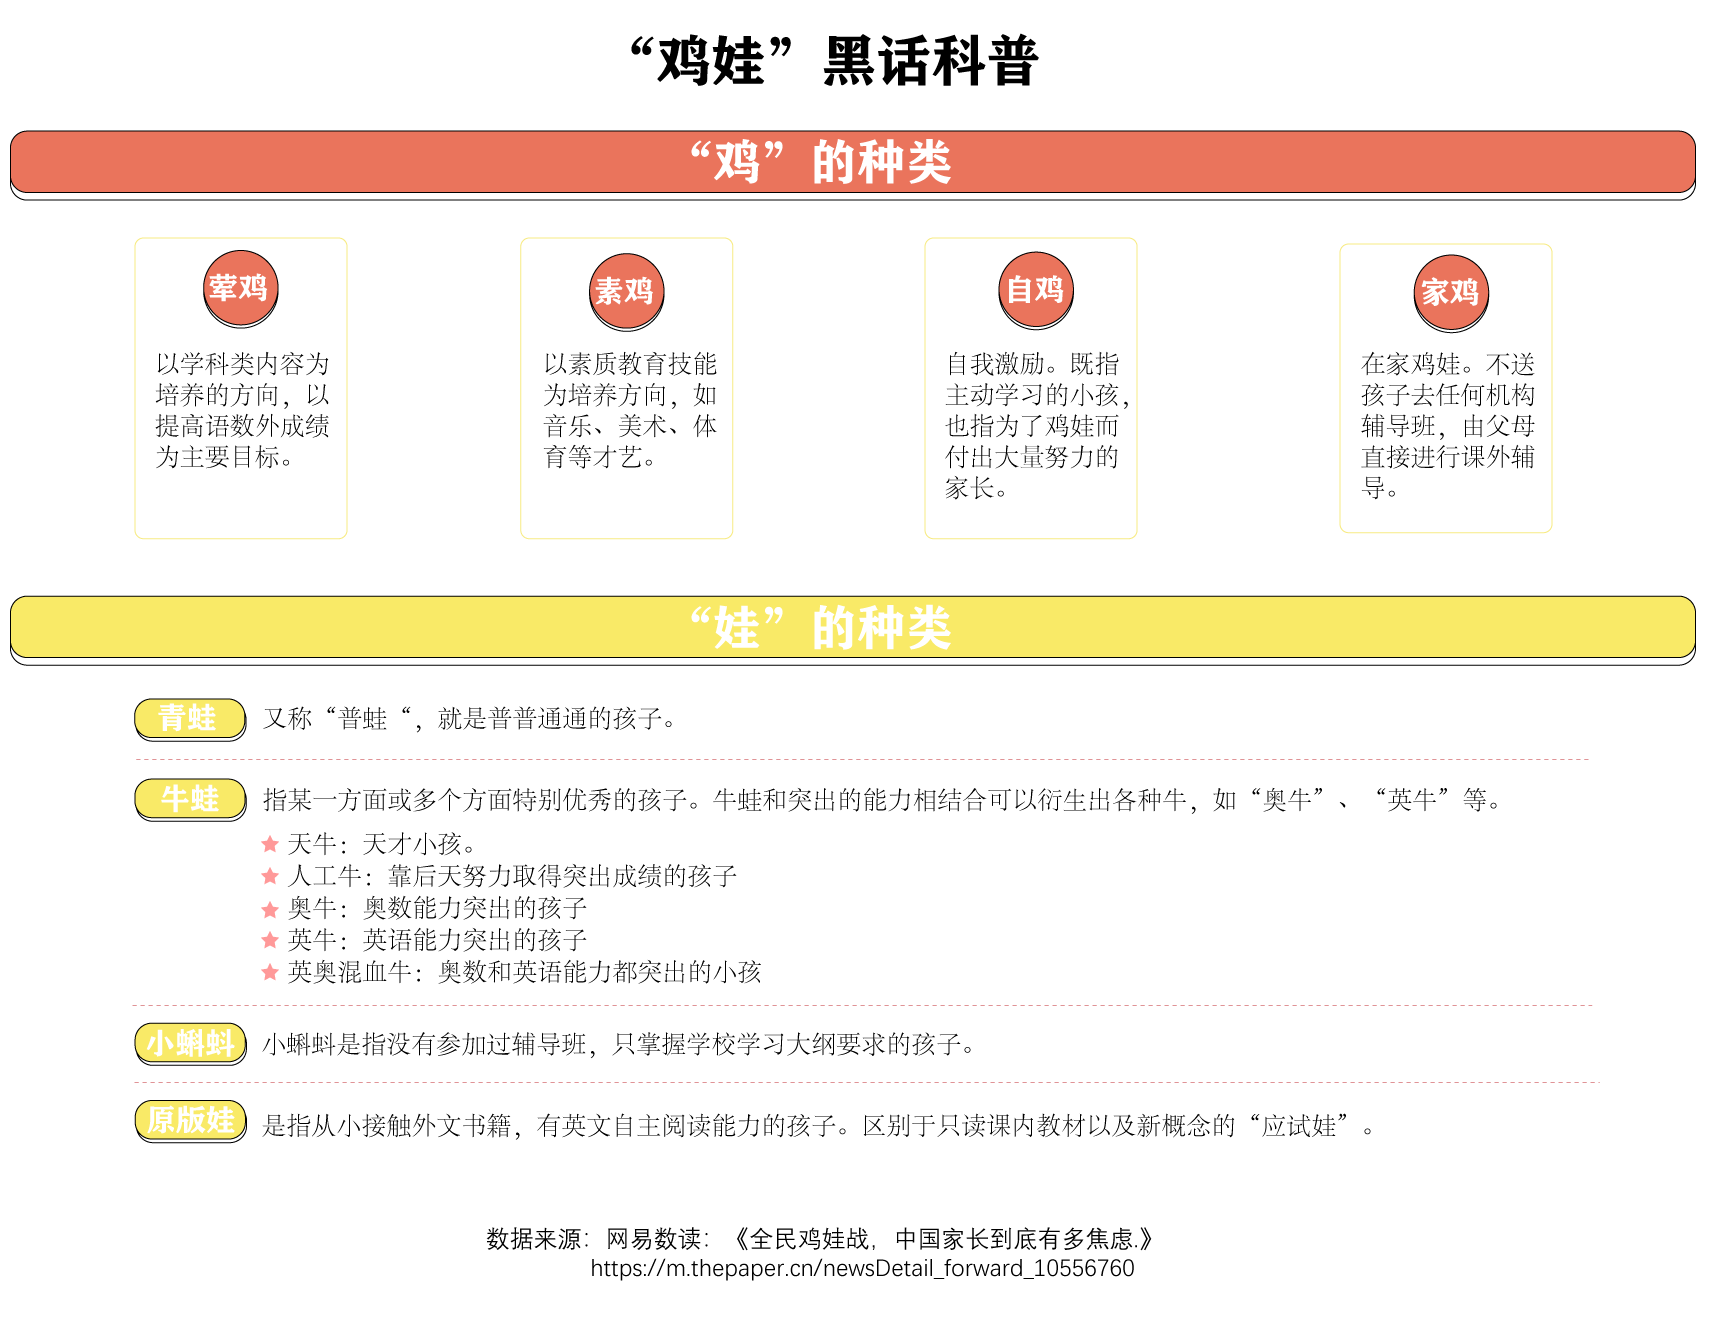 “鸡娃”黑话科普
“鸡”的种类
荤鸡
以学科类内容为
培养的方向，以
提高语数外成绩
为主要目标。
素鸡
以素质教育技能
为培养方向，如
音乐、美术、体
育等才艺。
自鸡
自我激励。既指
主动学习的小孩，
也指为了鸡娃而
付出大量努力的
家长。
家鸡
在家鸡娃。不送
孩子去任何机构
辅导班，由父母
直接进行课外辅
导。
“娃”的种类
青蛙
又称“普蛙“，就是普普通通的孩子。
牛蛙
指某一方面或多个方面特别优秀的孩子。牛蛙和突出的能力相结合可以衍生出各种牛，如“奥牛”、“英牛”等。
天牛：天才小孩。
人工牛：靠后天努力取得突出成绩的孩子
奥牛：奥数能力突出的孩子
英牛：英语能力突出的孩子
英奥混血牛：奥数和英语能力都突出的小孩
小蝌蚪
小蝌蚪是指没有参加过辅导班，只掌握学校学习大纲要求的孩子。
原版娃
是指从小接触外文书籍，有英文自主阅读能力的孩子。区别于只读课内教材以及新概念的“应试娃”。
数据来源：网易数读：《全民鸡娃战，中国家长到底有多焦虑.》
https://m.thepaper.cn/newsDetail_forward_10556760